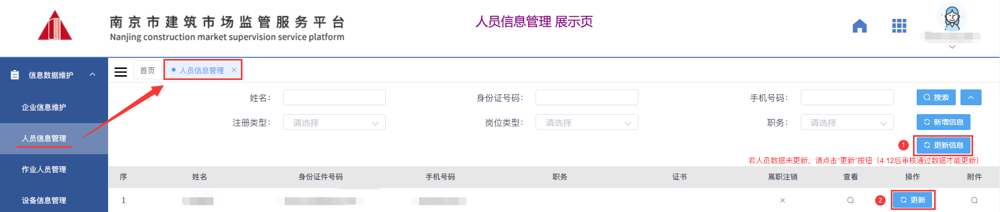 南京市建筑市场监管服务平台
Nanjing construction market supervision service platform
人员信息管理 展示页
信息数据维护
企业信息维护
人员信息管理
作业人员管理
设备信息管理
首页
人员信息管理 ×
姓名：
身份证号码：
手机号码：
搜索
注册类型：
请选择
岗位类型：
请选择
职务：
请选择
新增信息
1
更新信息
若人员数据未更新，请点击“更新”按钮（4.12后审核通过数据才能更新）
序 姓名 身份证件号码 手机号码 职务 证书 离职注销 查看 操作 附件
1
2
更新